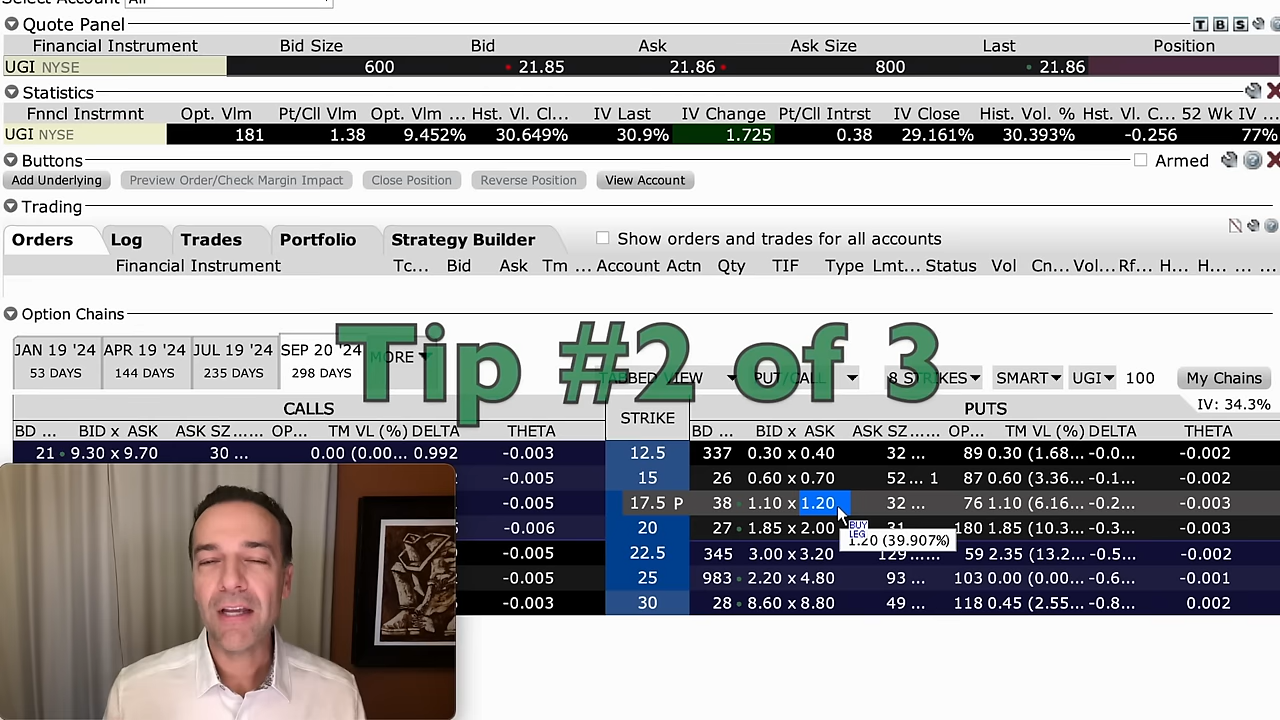 Select Account All
Quote Panel T B S
Financial Instrument Bid Size Bid Ask Ask Size Last Position
UGI NYSE 600 21.85 21.86 800 21.86
Statistics
Fnncl Instrmnt Opt. Vlm Pt/Cll Vlm Opt. Vlm ... Hst. Vl. Cl... IV Last IV Change Pt/Cll Intrst IV Close Hist. Vol. % Hst. Vl. C... 52 Wk IV ...
UGI NYSE 181 1.38 9.452% 30.649% 30.9% 1.725 0.38 29.161% 30.393% -0.256 77%
Buttons Armed
Add Underlying Preview Order/Check Margin Impact Close Position Reverse Position View Account
Trading
Orders Log Trades Portfolio Strategy Builder Show orders and trades for all accounts
Financial Instrument Tc... Bid Ask Tm ... Account Actn Qty TIF Type Lmt... Status Vol Cn... Vol... Rf... H... H... ... ...
Option Chains
Tip #2 of 3
JAN 19 '24 APR 19 '24 JUL 19 '24 SEP 20 '24 MORE
53 DAYS 144 DAYS 235 DAYS 298 DAYS
TABBED VIEW PUT/CALL 8 STRIKES SMART UGI 100 My Chains
IV: 34.3%
CALLS STRIKE PUTS
BD ... BID x ASK ASK SZ ...... OP... TM VL (%) DELTA THETA BD ... BID x ASK ASK SZ ...... OP... TM VL (%) DELTA THETA
21 9.30 x 9.70 30 ... 0.00 (0.00... 0.992 -0.003 12.5 337 0.30 x 0.40 32 ... 89 0.30 (1.68... -0.0... -0.002
-0.005 15 26 0.60 x 0.70 52 ... 1 87 0.60 (3.36... -0.1... -0.002
-0.005 17.5 P 38 1.10 x 1.20 32 ... 76 1.10 (6.16... -0.2... -0.003
-0.006 20 27 1.85 x 2.00 31 180 1.85 (10.3... -0.3... -0.003
BUY
LEG
1.20 (39.907%)
-0.005 22.5 345 3.00 x 3.20 129...... 59 2.35 (13.2... -0.5... -0.003
-0.005 25 983 2.20 x 4.80 93 ... 103 0.00 (0.00... -0.6... -0.001
-0.003 30 28 8.60 x 8.80 49 ... 118 0.45 (2.55... -0.8... 0.002